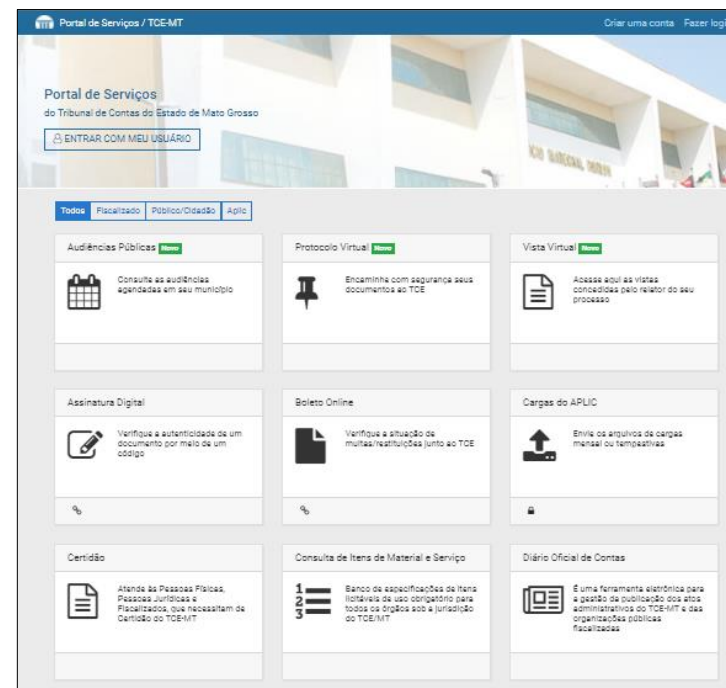 Portal de Serviços / TCE-MT
Criar uma conta Fazer logi
Portal de Serviços
do Tribunal de Contas do Estado de Mato Grosso
ENTRAR COM MEU USUÁRIO
Todos Fiscalizado Público/Cidadão Aplic
Audiências Públicas Novo
Consulte as audiências
agendadas em seu município
Protocolo Virtual Novo
Encaminhe com segurança seus
documentos ao TCE
Vista Virtual Novo
Acesse aqui as vistas
concedidas pelo relator do seu
processo
Assinatura Digital
Verifique a autenticidade de um
documento por meio de um
código
Boleto Online
Verifique a situação de
multas/restituições junto ao TCE
Cargas do APLIC
Envie os arquivos de cargas
mensal ou tempestivas
Certidão
Atende às Pessoas Físicas,
Pessoas Jurídicas e
Fiscalizados, que necessitam de
Certidão do TCE-MT
Consulta de Itens de Material e Serviço
1
2
3
Banco de especificações de itens
licitáveis de uso obrigatório para
todos os órgãos sob a jurisdição
do TCE/MT
Diário Oficial de Contas
É uma ferramenta eletrônica para
a gestão da publicação dos atos
administrativos do TCE-MT e das
organizações públicas
fiscalizadas